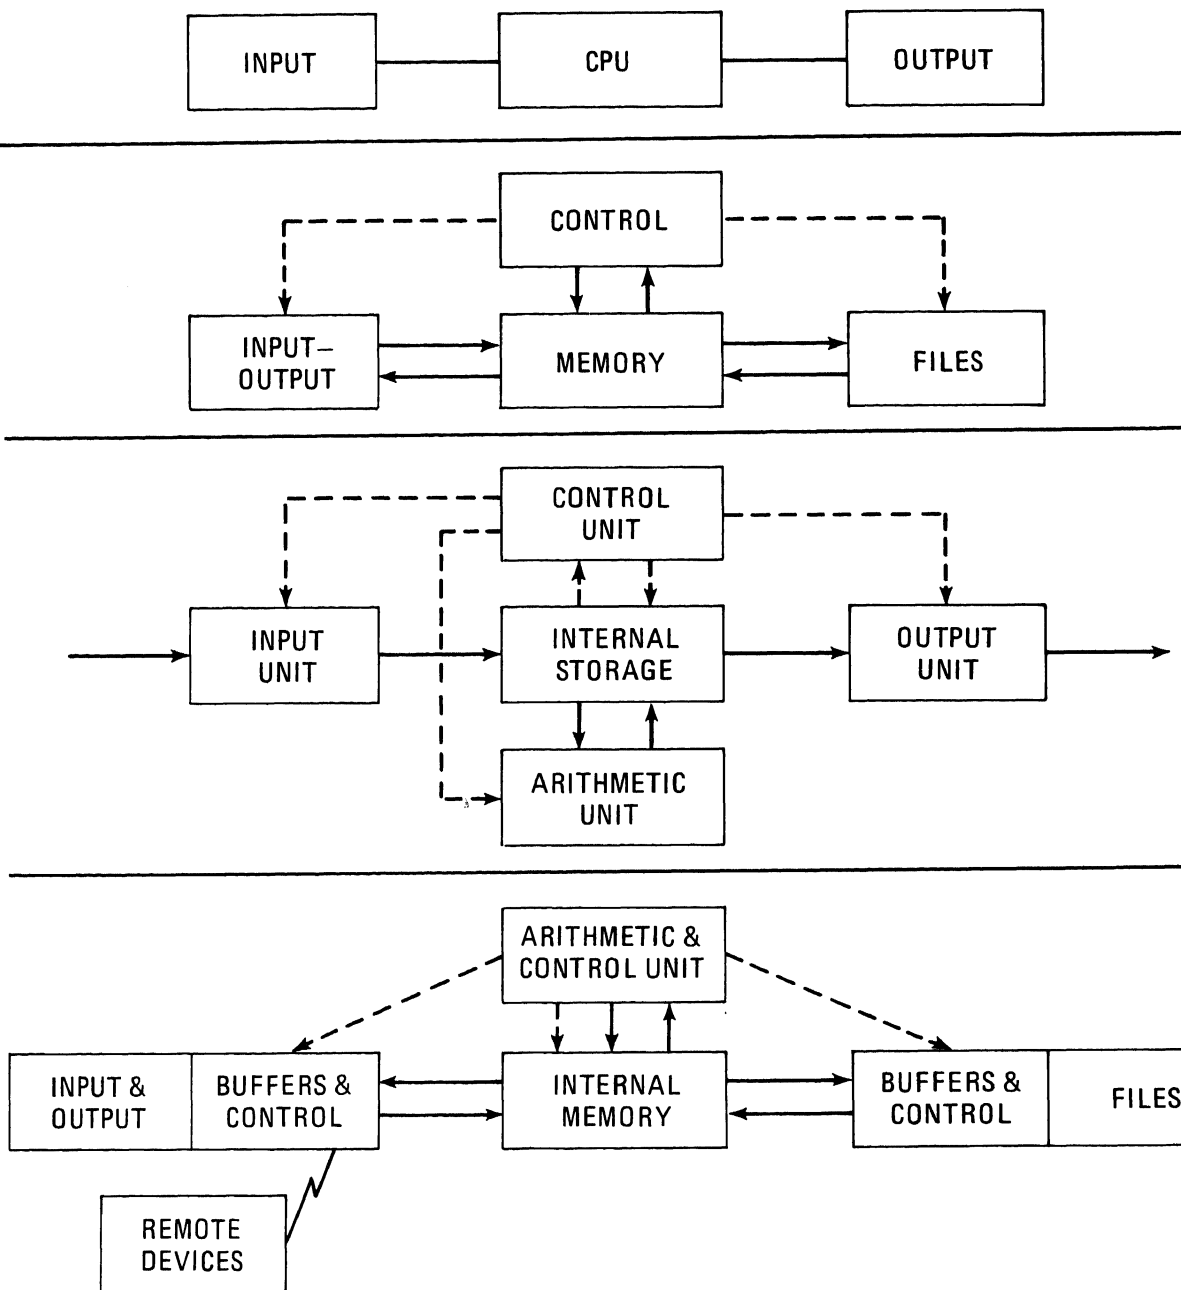 INPUT
CPU
OUTPUT
CONTROL
INPUT–
OUTPUT
MEMORY
FILES
CONTROL
UNIT
INPUT
UNIT
INTERNAL
STORAGE
OUTPUT
UNIT
ARITHMETIC
UNIT
ARITHMETIC &
CONTROL UNIT
INPUT &
OUTPUT
BUFFERS &
CONTROL
INTERNAL
MEMORY
BUFFERS &
CONTROL
FILES
REMOTE
DEVICES